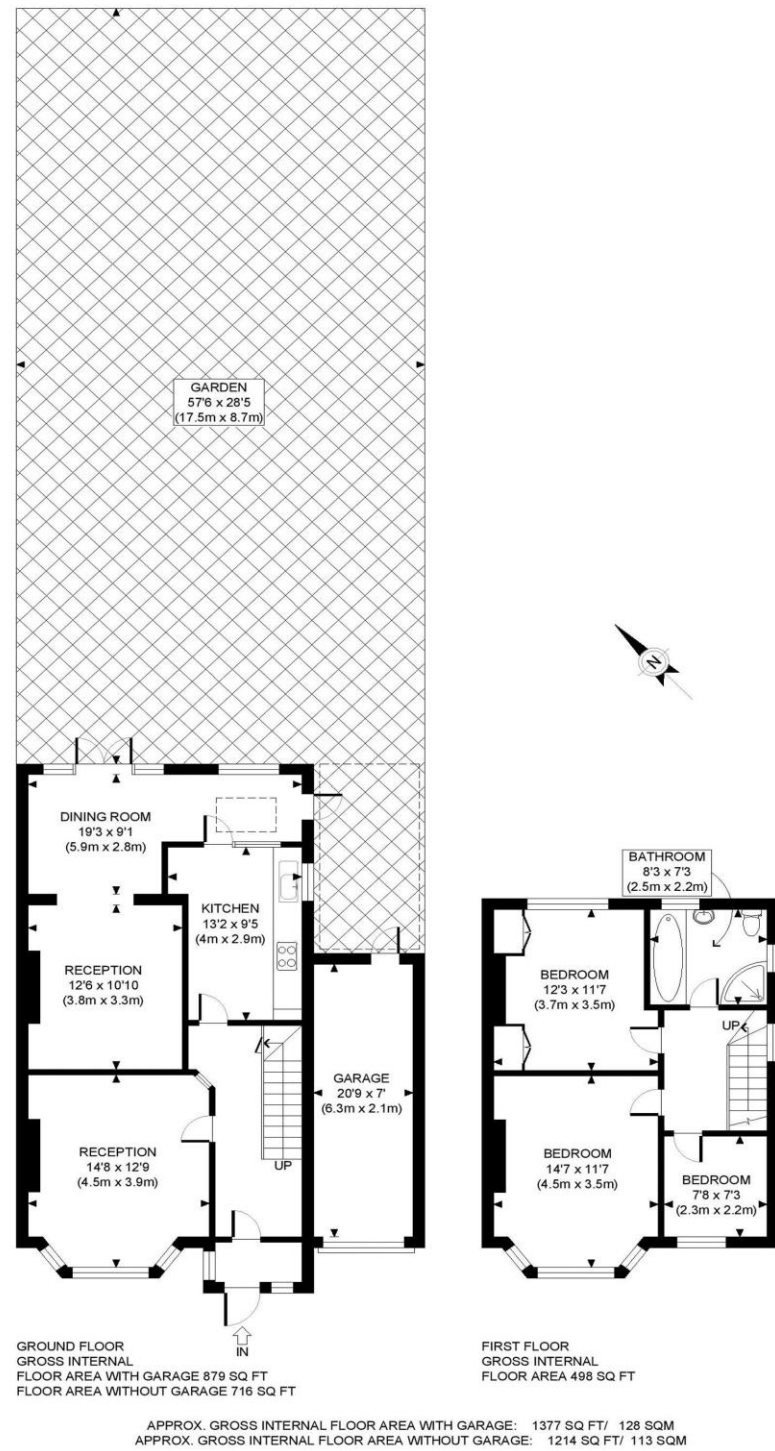 GARDEN
57'6 x 28'5
(17.5m x 8.7m)
N
DINING ROOM
19'3 x 9'1
(5.9m x 2.8m)
KITCHEN
13'2 x 9'5
(4m x 2.9m)
RECEPTION
12'6 x 10'10
(3.8m x 3.3m)
GARAGE
20'9 x 7'
(6.3m x 2.1m)
RECEPTION
14'8 x 12'9
(4.5m x 3.9m)
UP
IN
BATHROOM
8'3 x 7'3
(2.5m x 2.2m)
BEDROOM
12'3 x 11'7
(3.7m x 3.5m)
UP
BEDROOM
14'7 x 11'7
(4.5m x 3.5m)
BEDROOM
7'8 x 7'3
(2.3m x 2.2m)
GROUND FLOOR
GROSS INTERNAL
FLOOR AREA WITH GARAGE 879 SQ FT
FLOOR AREA WITHOUT GARAGE 716 SQ FT
FIRST FLOOR
GROSS INTERNAL
FLOOR AREA 498 SQ FT
APPROX. GROSS INTERNAL FLOOR AREA WITH GARAGE: 1377 SQ FT/ 128 SQM
APPROX. GROSS INTERNAL FLOOR AREA WITHOUT GARAGE: 1214 SQ FT/ 113 SQM